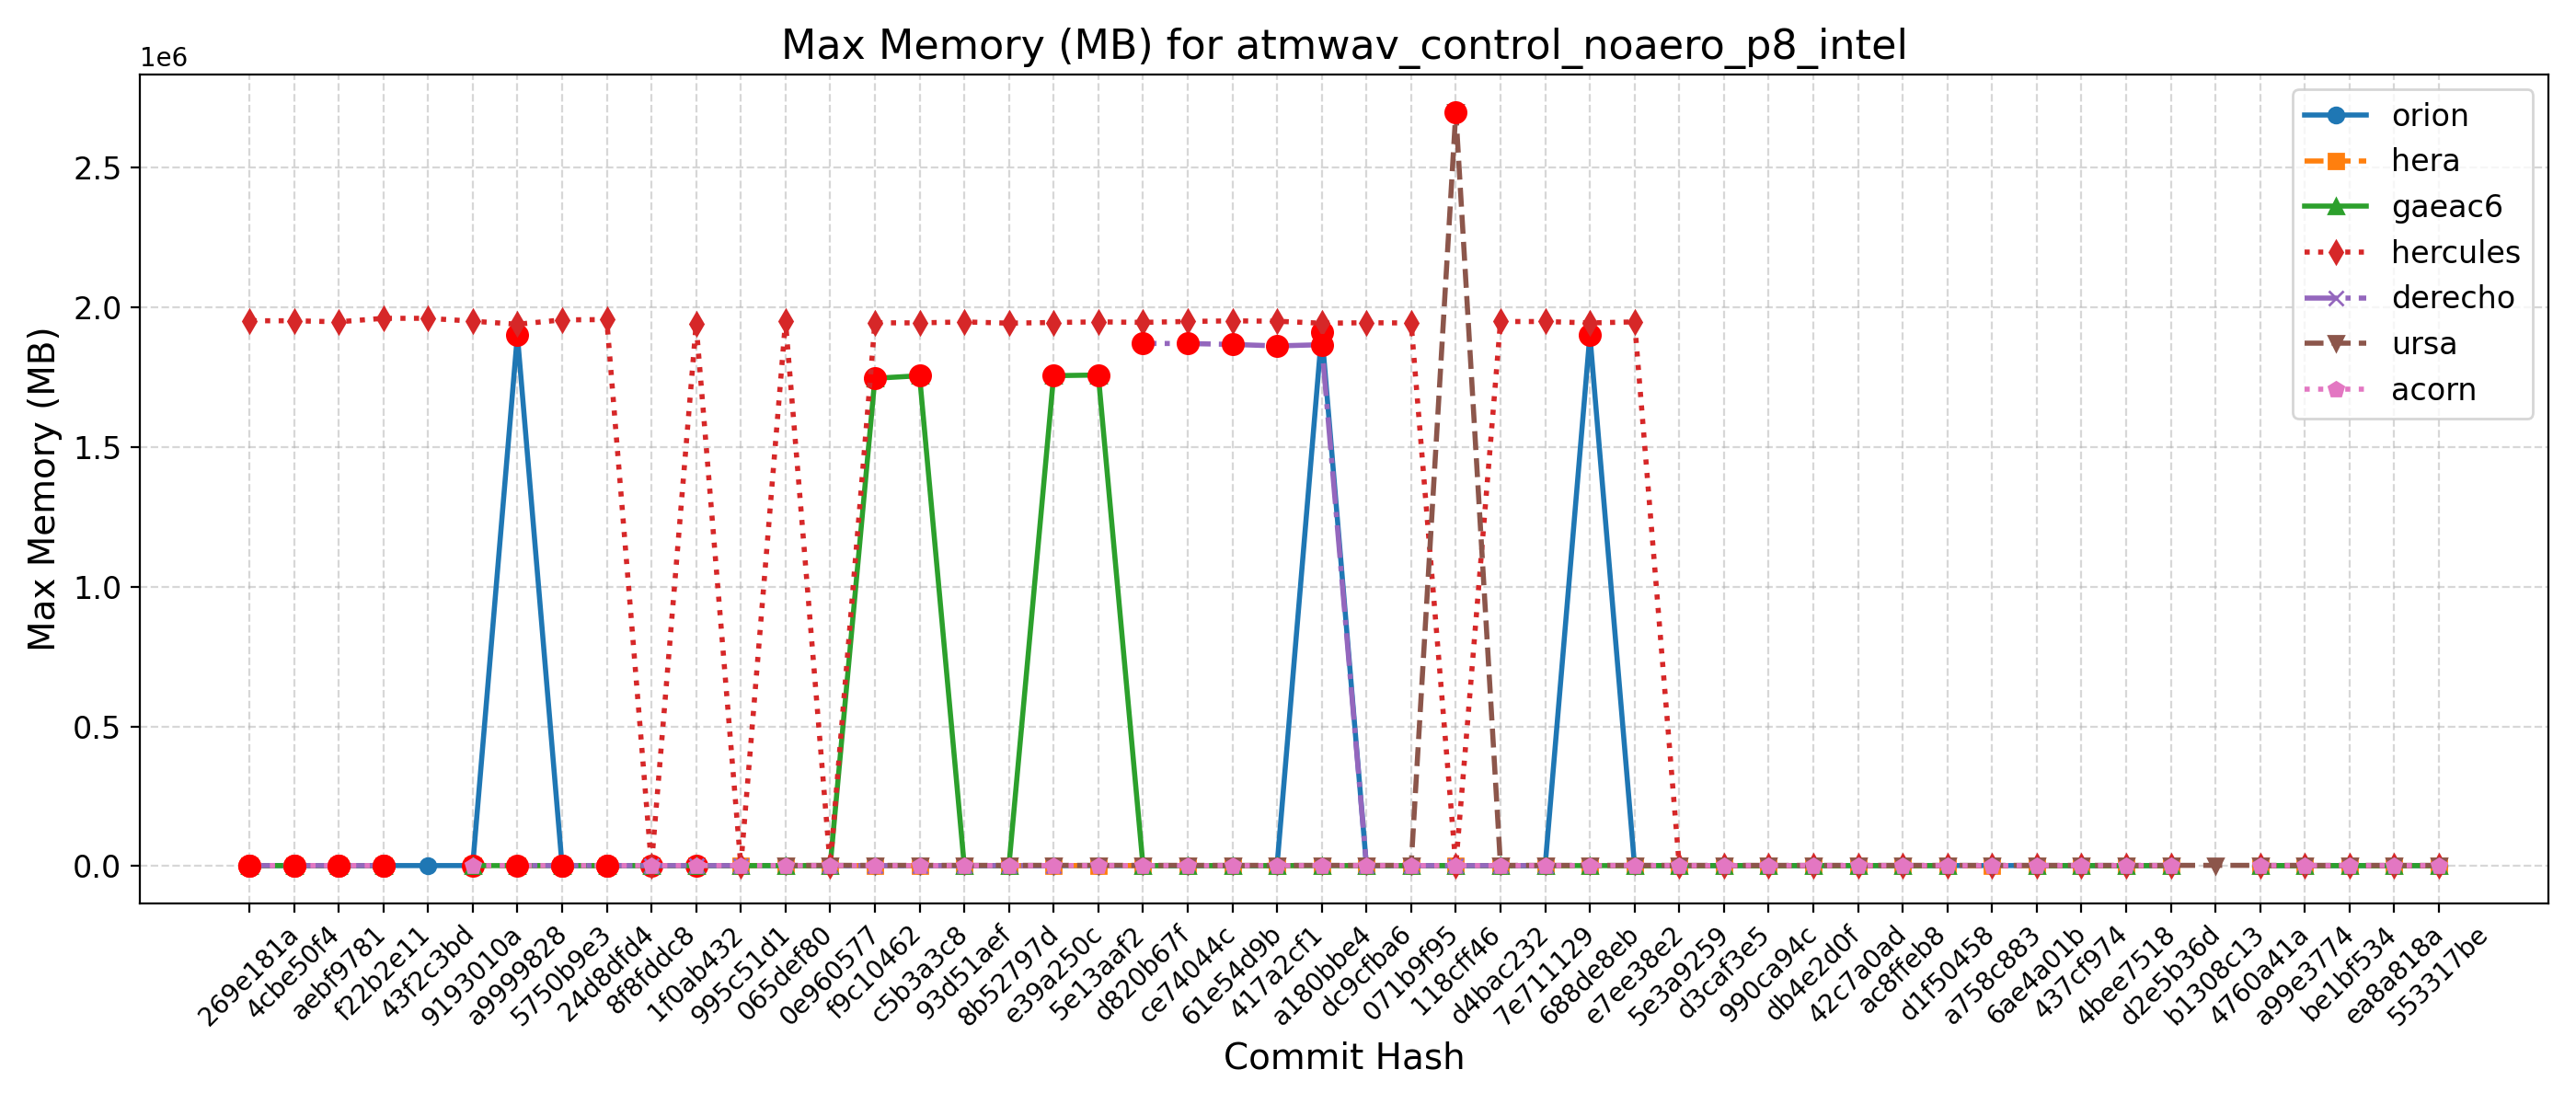 Max Memory (MB) for atmwav_control_noaero_p8_intel
1e6
2.5
2.0
1.5
1.0
0.5
0.0
Max Memory (MB)
orion
hera
gaeac6
hercules
derecho
ursa
acorn
269e181a
4cbe50f4
aebf9781
f22b2e11
43f2c3bd
9193010a
a9999828
5750b9e3
24d8dfd4
8f8fddc8
1f0ab432
995c51d1
065def80
0e960577
f9c10462
c5b3a3c8
93d51aef
8b52797d
e39a250c
5e13aaf2
d820b67f
ce74044c
61e54d9b
417a2cf1
a180bbe4
dc9cfba6
071b9f95
118cff46
d4bac232
7e711129
688de8eb
e7ee38e2
5e3a9259
d3caf3e5
990ca94c
db4e2d0f
42c7a0ad
ac8ffeb8
d1f50458
a758c883
6ae4a01b
437cf974
4bee7518
d2e5b36d
b1308c13
4760a41a
a99e3774
be1bf534
ea8a818a
553317be
Commit Hash